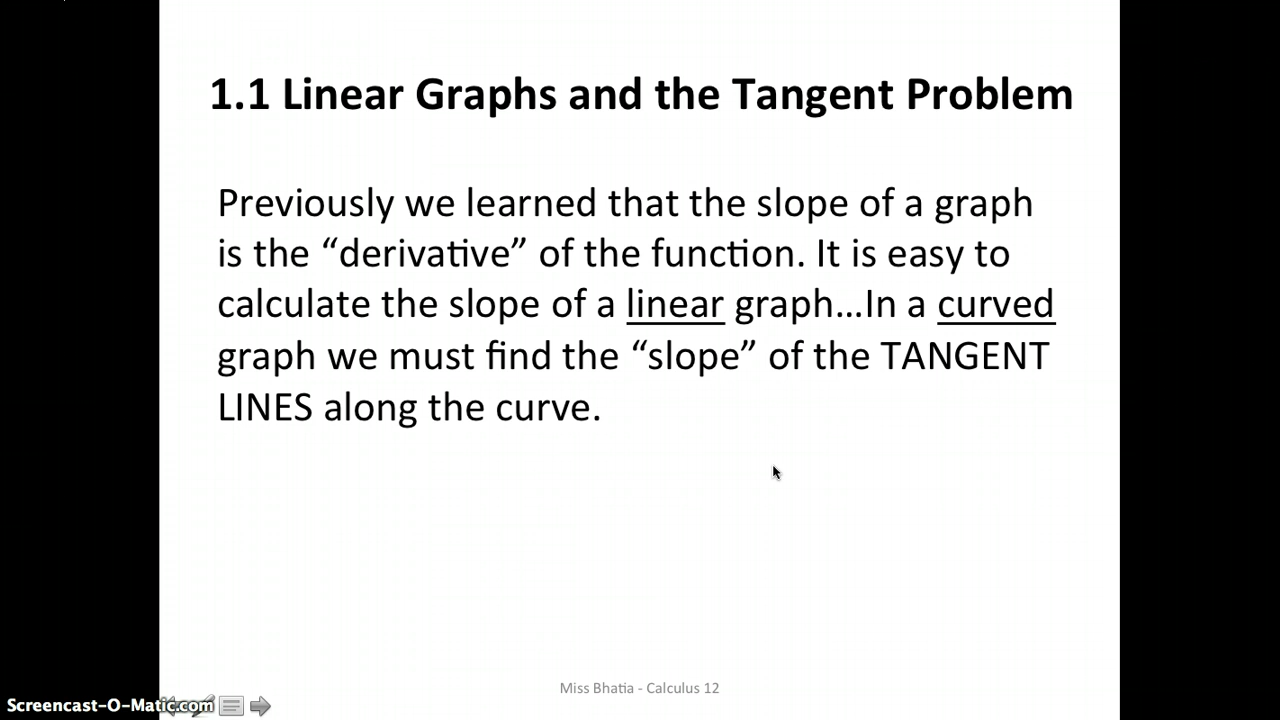 1.1 Linear Graphs and the Tangent Problem
Previously we learned that the slope of a graph
is the “derivative” of the function. It is easy to
calculate the slope of a linear graph…In a curved
graph we must find the “slope” of the TANGENT
LINES along the curve.
Miss Bhatia - Calculus 12
Screencast-O-Matic.com